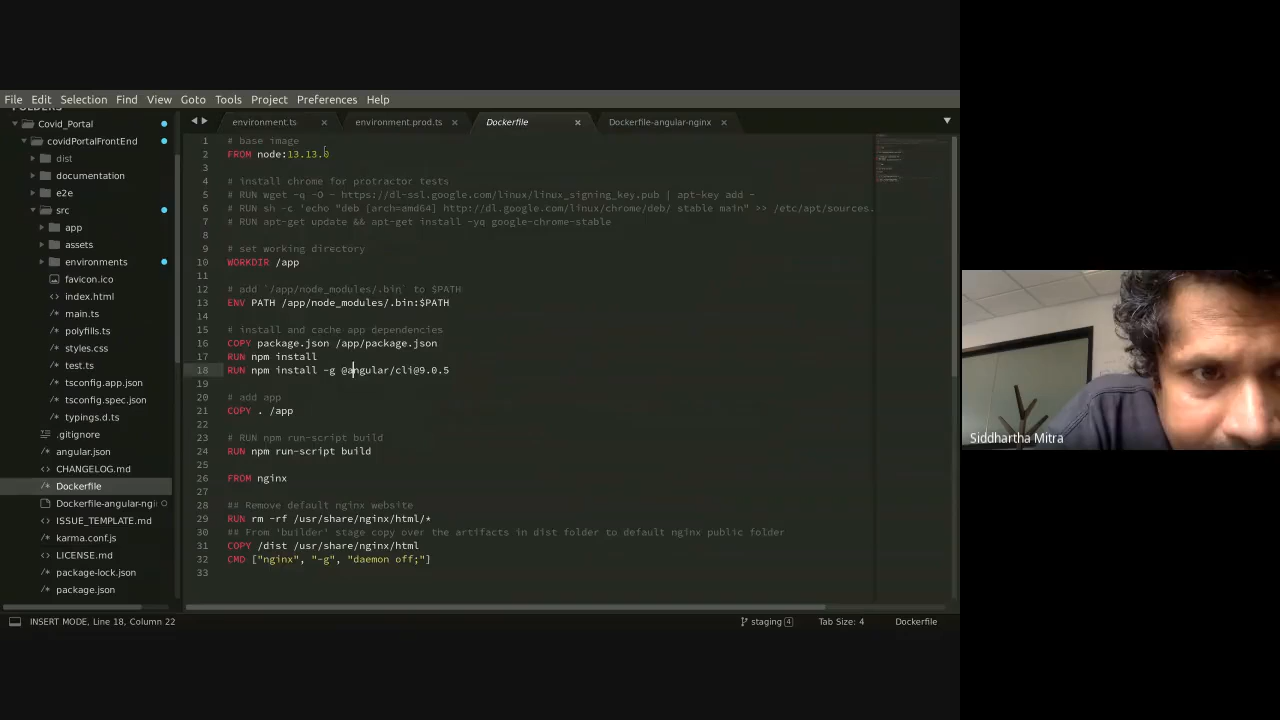 File Edit Selection Find View Goto Tools Project Preferences Help
environment.ts × environment.prod.ts × Dockerfile × Dockerfile-angular-nginx ×
Covid_Portal
covidPortalFrontEnd
dist
documentation
e2e
src
app
assets
environments
favicon.ico
index.html
main.ts
polyfills.ts
styles.css
test.ts
tsconfig.app.json
tsconfig.spec.json
typings.d.ts
.gitignore
angular.json
CHANGELOG.md
Dockerfile
Dockerfile-angular-ngi
ISSUE_TEMPLATE.md
karma.conf.js
LICENSE.md
package-lock.json
package.json
1 # base image
2 FROM node:13.13.0
3
4 # install chrome for protractor tests
5 # RUN wget -q -O - https://dl-ssl.google.com/linux/linux_signing_key.pub | apt-key add -
6 # RUN sh -c 'echo "deb [arch=amd64] http://dl.google.com/linux/chrome/deb/ stable main" >> /etc/apt/sources.
7 # RUN apt-get update && apt-get install -yq google-chrome-stable
8
9 # set working directory
10 WORKDIR /app
11
12 # add `/app/node_modules/.bin` to $PATH
13 ENV PATH /app/node_modules/.bin:$PATH
14
15 # install and cache app dependencies
16 COPY package.json /app/package.json
17 RUN npm install
18 RUN npm install -g @angular/cli@9.0.5
19
20 # add app
21 COPY . /app
22
23 # RUN npm run-script build
24 RUN npm run-script build
25
26 FROM nginx
27
28 ## Remove default nginx website
29 RUN rm -rf /usr/share/nginx/html/*
30 ## From 'builder' stage copy over the artifacts in dist folder to default nginx public folder
31 COPY /dist /usr/share/nginx/html
32 CMD ["nginx", "-g", "daemon off;"]
33
INSERT MODE, Line 18, Column 22 staging 4 Tab Size: 4 Dockerfile
Siddhartha Mitra